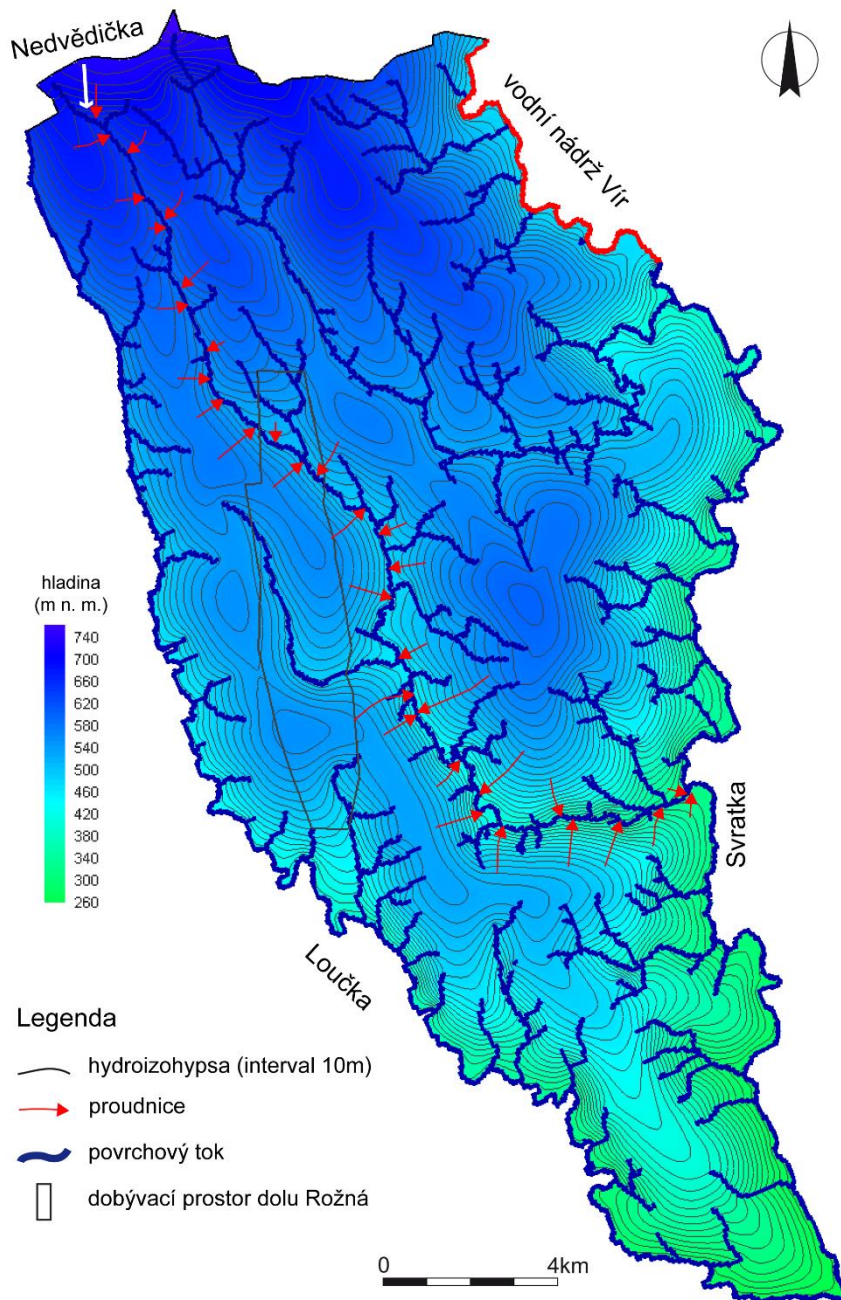 Nedvědička
vodní nádrž Vír
hladina
(m n. m.)
740
700
660
620
580
540
500
460
420
380
340
300
260
Svratka
Loučka
Legenda
hydroizohypsa (interval 10m)
proudnice
povrchový tok
dobývací prostor dolu Rožná
0 4km